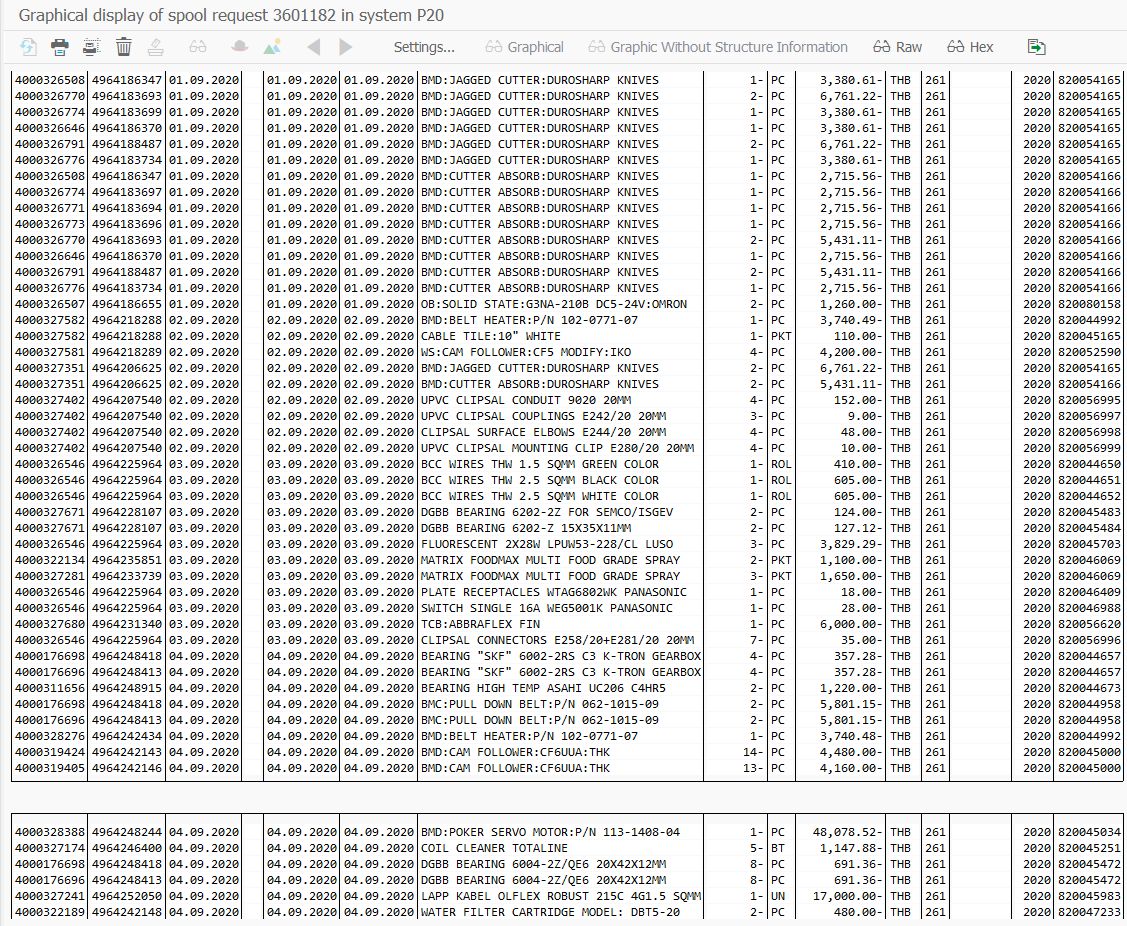 Graphical display of spool request 3601182 in system P20
Settings... Graphical Graphic Without Structure Information Raw Hex
4000326508 4964186347 01.09.2020 01.09.2020 01.09.2020 BMD:JAGGED CUTTER:DUROSHARP KNIVES 1- PC 3,380.61- THB 261 2020 820054165
4000326770 4964183693 01.09.2020 01.09.2020 01.09.2020 BMD:JAGGED CUTTER:DUROSHARP KNIVES 2- PC 6,761.22- THB 261 2020 820054165
4000326774 4964183699 01.09.2020 01.09.2020 01.09.2020 BMD:JAGGED CUTTER:DUROSHARP KNIVES 1- PC 3,380.61- THB 261 2020 820054165
4000326646 4964186370 01.09.2020 01.09.2020 01.09.2020 BMD:JAGGED CUTTER:DUROSHARP KNIVES 1- PC 3,380.61- THB 261 2020 820054165
4000326791 4964188487 01.09.2020 01.09.2020 01.09.2020 BMD:JAGGED CUTTER:DUROSHARP KNIVES 2- PC 6,761.22- THB 261 2020 820054165
4000326776 4964183734 01.09.2020 01.09.2020 01.09.2020 BMD:JAGGED CUTTER:DUROSHARP KNIVES 1- PC 3,380.61- THB 261 2020 820054165
4000326508 4964186347 01.09.2020 01.09.2020 01.09.2020 BMD:CUTTER ABSORB:DUROSHARP KNIVES 1- PC 2,715.56- THB 261 2020 820054166
4000326774 4964183697 01.09.2020 01.09.2020 01.09.2020 BMD:CUTTER ABSORB:DUROSHARP KNIVES 1- PC 2,715.56- THB 261 2020 820054166
4000326771 4964183694 01.09.2020 01.09.2020 01.09.2020 BMD:CUTTER ABSORB:DUROSHARP KNIVES 1- PC 2,715.56- THB 261 2020 820054166
4000326773 4964183696 01.09.2020 01.09.2020 01.09.2020 BMD:CUTTER ABSORB:DUROSHARP KNIVES 1- PC 2,715.56- THB 261 2020 820054166
4000326770 4964183693 01.09.2020 01.09.2020 01.09.2020 BMD:CUTTER ABSORB:DUROSHARP KNIVES 2- PC 5,431.11- THB 261 2020 820054166
4000326646 4964186370 01.09.2020 01.09.2020 01.09.2020 BMD:CUTTER ABSORB:DUROSHARP KNIVES 1- PC 2,715.56- THB 261 2020 820054166
4000326791 4964188487 01.09.2020 01.09.2020 01.09.2020 BMD:CUTTER ABSORB:DUROSHARP KNIVES 2- PC 5,431.11- THB 261 2020 820054166
4000326776 4964183734 01.09.2020 01.09.2020 01.09.2020 BMD:CUTTER ABSORB:DUROSHARP KNIVES 1- PC 2,715.56- THB 261 2020 820054166
4000326507 4964186655 01.09.2020 01.09.2020 01.09.2020 OB:SOLID STATE:G3NA-210B DC5-24V:OMRON 2- PC 1,260.00- THB 261 2020 820080158
4000327582 4964218288 02.09.2020 02.09.2020 02.09.2020 BMD:BELT HEATER:P/N 102-0771-07 1- PC 3,740.49- THB 261 2020 820044992
4000327582 4964218288 02.09.2020 02.09.2020 02.09.2020 CABLE TILE:10" WHITE 1- PKT 110.00- THB 261 2020 820045165
4000327581 4964218289 02.09.2020 02.09.2020 02.09.2020 WS:CAM FOLLOWER:CF5 MODIFY:IKO 4- PC 4,200.00- THB 261 2020 820052590
4000327351 4964206625 02.09.2020 02.09.2020 02.09.2020 BMD:JAGGED CUTTER:DUROSHARP KNIVES 2- PC 6,761.22- THB 261 2020 820054165
4000327351 4964206625 02.09.2020 02.09.2020 02.09.2020 BMD:CUTTER ABSORB:DUROSHARP KNIVES 2- PC 5,431.11- THB 261 2020 820054166
4000327402 4964207540 02.09.2020 02.09.2020 02.09.2020 UPVC CLIPSAL CONDUIT 9020 20MM 4- PC 152.00- THB 261 2020 820056995
4000327402 4964207540 02.09.2020 02.09.2020 02.09.2020 UPVC CLIPSAL COUPLINGS E242/20 20MM 3- PC 9.00- THB 261 2020 820056997
4000327402 4964207540 02.09.2020 02.09.2020 02.09.2020 CLIPSAL SURFACE ELBOWS E244/20 20MM 4- PC 48.00- THB 261 2020 820056998
4000327402 4964207540 02.09.2020 02.09.2020 02.09.2020 UPVC CLIPSAL MOUNTING CLIP E280/20 20MM 4- PC 10.00- THB 261 2020 820056999
4000326546 4964225964 03.09.2020 03.09.2020 03.09.2020 BCC WIRES THW 1.5 SQMM GREEN COLOR 1- ROL 410.00- THB 261 2020 820044650
4000326546 4964225964 03.09.2020 03.09.2020 03.09.2020 BCC WIRES THW 2.5 SQMM BLACK COLOR 1- ROL 605.00- THB 261 2020 820044651
4000326546 4964225964 03.09.2020 03.09.2020 03.09.2020 BCC WIRES THW 2.5 SQMM WHITE COLOR 1- ROL 605.00- THB 261 2020 820044652
4000327671 4964228107 03.09.2020 03.09.2020 03.09.2020 DGBB BEARING 6202-2Z FOR SEMCO/ISGEV 2- PC 124.00- THB 261 2020 820045483
4000327671 4964228107 03.09.2020 03.09.2020 03.09.2020 DGBB BEARING 6202-Z 15X35X11MM 2- PC 127.12- THB 261 2020 820045484
4000326546 4964225964 03.09.2020 03.09.2020 03.09.2020 FLUORESCENT 2X28W LPUW53-228/CL LUSO 3- PC 3,829.29- THB 261 2020 820045703
4000322134 4964235851 03.09.2020 03.09.2020 03.09.2020 MATRIX FOODMAX MULTI FOOD GRADE SPRAY 2- PKT 1,100.00- THB 261 2020 820046069
4000327281 4964233739 03.09.2020 03.09.2020 03.09.2020 MATRIX FOODMAX MULTI FOOD GRADE SPRAY 3- PKT 1,650.00- THB 261 2020 820046069
4000326546 4964225964 03.09.2020 03.09.2020 03.09.2020 PLATE RECEPTACLES WTAG6802WK PANASONIC 1- PC 18.00- THB 261 2020 820046409
4000326546 4964225964 03.09.2020 03.09.2020 03.09.2020 SWITCH SINGLE 16A WEG5001K PANASONIC 1- PC 28.00- THB 261 2020 820046988
4000327680 4964231340 03.09.2020 03.09.2020 03.09.2020 TCB:ABBRAFLEX FIN 1- PC 6,000.00- THB 261 2020 820056620
4000326546 4964225964 03.09.2020 03.09.2020 03.09.2020 CLIPSAL CONNECTORS E258/20+E281/20 20MM 7- PC 35.00- THB 261 2020 820056996
4000176698 4964248418 04.09.2020 04.09.2020 04.09.2020 BEARING "SKF" 6002-2RS C3 K-TRON GEARBOX 4- PC 357.28- THB 261 2020 820044657
4000176696 4964248413 04.09.2020 04.09.2020 04.09.2020 BEARING "SKF" 6002-2RS C3 K-TRON GEARBOX 4- PC 357.28- THB 261 2020 820044657
4000311656 4964248915 04.09.2020 04.09.2020 04.09.2020 BEARING HIGH TEMP ASAHI UC206 C4HR5 2- PC 1,220.00- THB 261 2020 820044673
4000176698 4964248418 04.09.2020 04.09.2020 04.09.2020 BMC:PULL DOWN BELT:P/N 062-1015-09 2- PC 5,801.15- THB 261 2020 820044958
4000176696 4964248413 04.09.2020 04.09.2020 04.09.2020 BMC:PULL DOWN BELT:P/N 062-1015-09 2- PC 5,801.15- THB 261 2020 820044958
4000328276 4964242434 04.09.2020 04.09.2020 04.09.2020 BMD:BELT HEATER:P/N 102-0771-07 1- PC 3,740.48- THB 261 2020 820044992
4000319424 4964242143 04.09.2020 04.09.2020 04.09.2020 BMD:CAM FOLLOWER:CF6UUA:THK 14- PC 4,480.00- THB 261 2020 820045000
4000319405 4964242146 04.09.2020 04.09.2020 04.09.2020 BMD:CAM FOLLOWER:CF6UUA:THK 13- PC 4,160.00- THB 261 2020 820045000
4000328388 4964248244 04.09.2020 04.09.2020 04.09.2020 BMD:POKER SERVO MOTOR:P/N 113-1408-04 1- PC 48,078.52- THB 261 2020 820045034
4000327174 4964246400 04.09.2020 04.09.2020 04.09.2020 COIL CLEANER TOTALINE 5- BT 1,147.88- THB 261 2020 820045251
4000176698 4964248418 04.09.2020 04.09.2020 04.09.2020 DGBB BEARING 6004-2Z/QE6 20X42X12MM 8- PC 691.36- THB 261 2020 820045472
4000176696 4964248413 04.09.2020 04.09.2020 04.09.2020 DGBB BEARING 6004-2Z/QE6 20X42X12MM 8- PC 691.36- THB 261 2020 820045472
4000327241 4964252050 04.09.2020 04.09.2020 04.09.2020 LAPP KABEL OLFLEX ROBUST 215C 4G1.5 SQMM 1- UN 17,000.00- THB 261 2020 820045983
4000322189 4964242148 04.09.2020 04.09.2020 04.09.2020 WATER FILTER CARTRIDGE MODEL: DBT5-20 2- PC 480.00- THB 261 2020 820047233